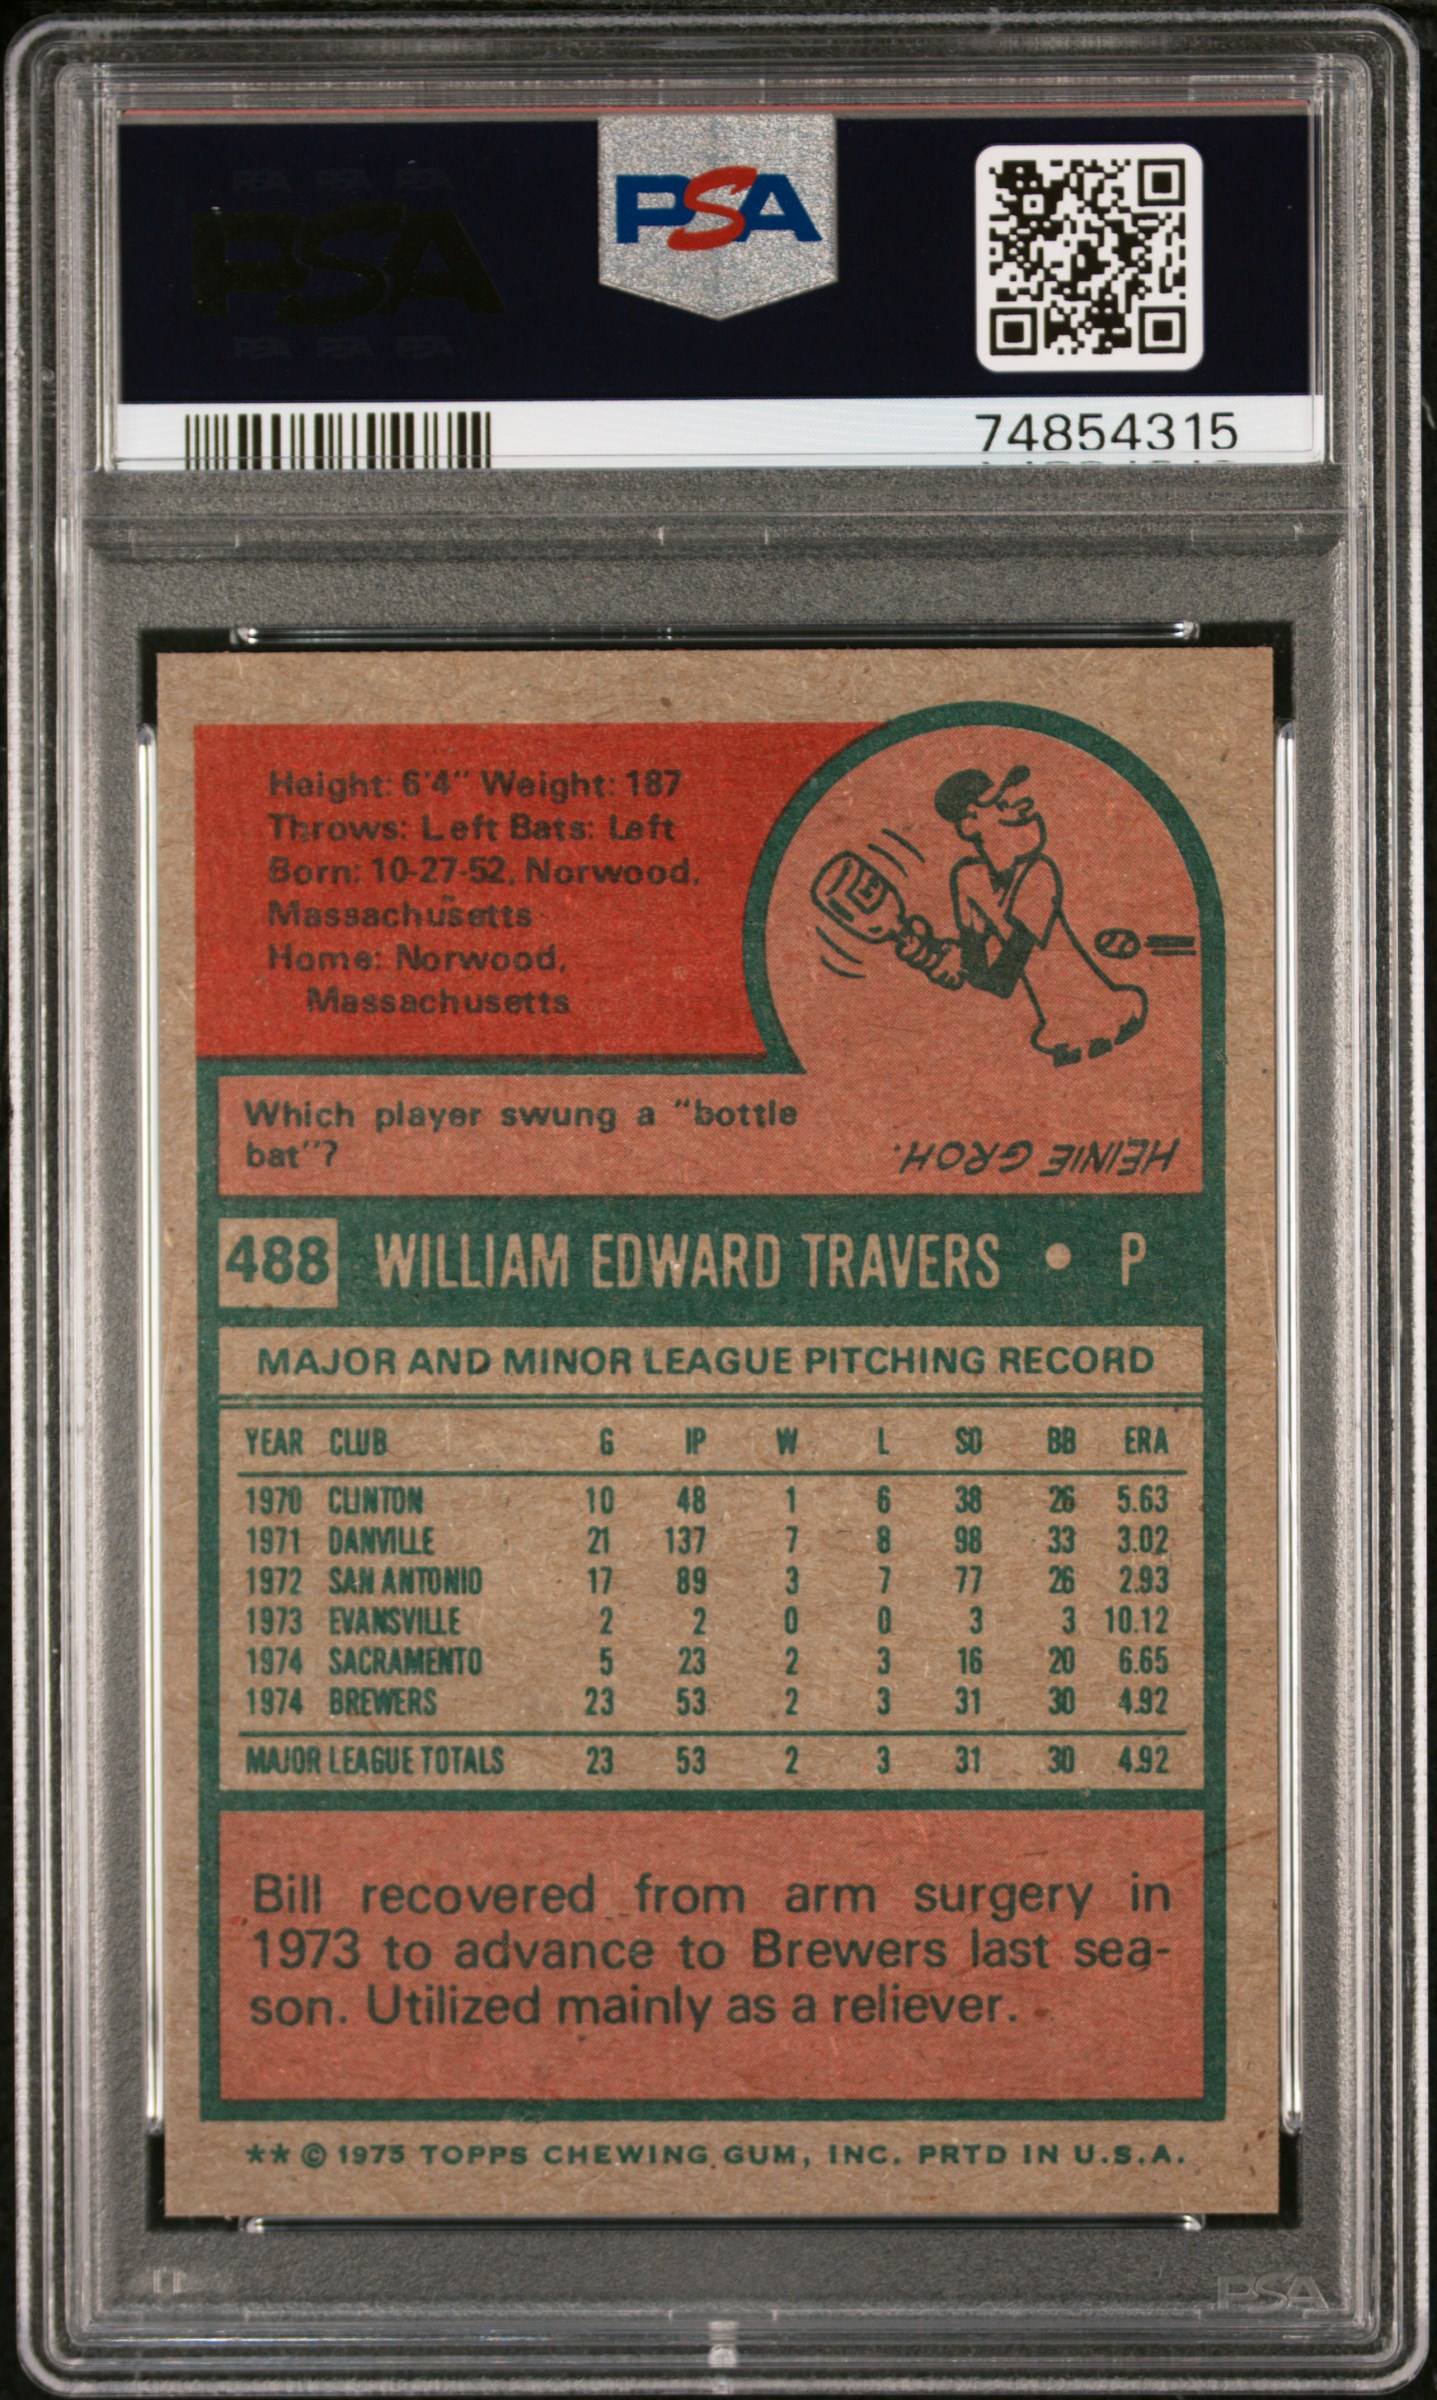 PSA PSA PSA
PSA
PSA PSA PSA
PSA
74854315
Height: 6'4" Weight: 187
Throws: Left Bats: Left
Born: 10-27-52, Norwood,
Massachusetts
Home: Norwood,
Massachusetts
Which player swung a "bottle
bat"?
HEINIE GROH.
488 WILLIAM EDWARD TRAVERS • P
MAJOR AND MINOR LEAGUE PITCHING RECORD
YEAR CLUB G IP W L SO BB ERA
1970 CLINTON 10 48 1 6 38 26 5.63
1971 DANVILLE 21 137 7 8 98 33 3.02
1972 SAN ANTONIO 17 89 3 7 77 26 2.93
1973 EVANSVILLE 2 2 0 0 3 3 10.12
1974 SACRAMENTO 5 23 2 3 16 20 6.65
1974 BREWERS 23 53 2 3 31 30 4.92
MAJOR LEAGUE TOTALS 23 53 2 3 31 30 4.92
Bill recovered from arm surgery in
1973 to advance to Brewers last sea-
son. Utilized mainly as a reliever.
** © 1975 TOPPS CHEWING GUM, INC. PRTD IN U.S.A.
PSA